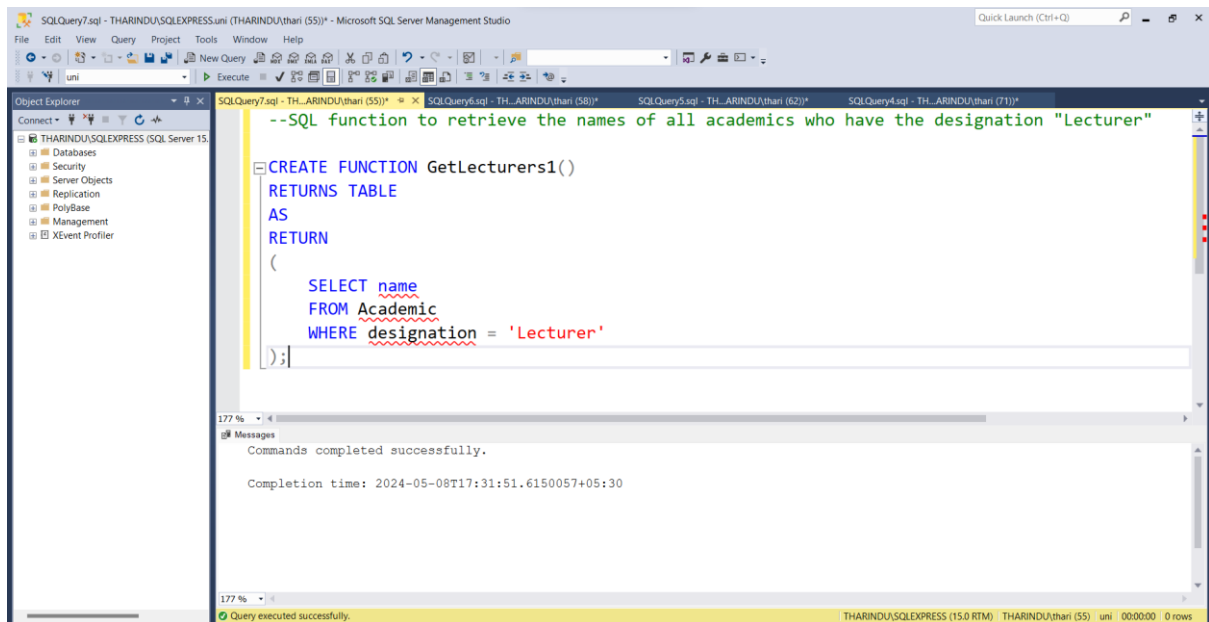 SQLQuery7.sql - THARINDU\SQLEXPRESS.uni (THARINDU\thari (55))* - Microsoft SQL Server Management Studio
Quick Launch (Ctrl+Q)
File Edit View Query Project Tools Window Help
New Query
uni
Execute
Object Explorer
SQLQuery7.sql - TH...ARINDU\thari (55))*
SQLQuery6.sql - TH...ARINDU\thari (58))*
SQLQuery5.sql - TH...ARINDU\thari (62))*
SQLQuery4.sql - TH...ARINDU\thari (71))*
Connect
THARINDU\SQLEXPRESS (SQL Server 15.
Databases
Security
Server Objects
Replication
PolyBase
Management
XEvent Profiler
--SQL function to retrieve the names of all academics who have the designation "Lecturer"
CREATE FUNCTION GetLecturers1()
RETURNS TABLE
AS
RETURN
(
SELECT name
FROM Academic
WHERE designation = 'Lecturer'
);
177 %
Messages
Commands completed successfully.
Completion time: 2024-05-08T17:31:51.6150057+05:30
177 %
Query executed successfully.
THARINDU\SQLEXPRESS (15.0 RTM) THARINDU\thari (55) uni 00:00:00 0 rows